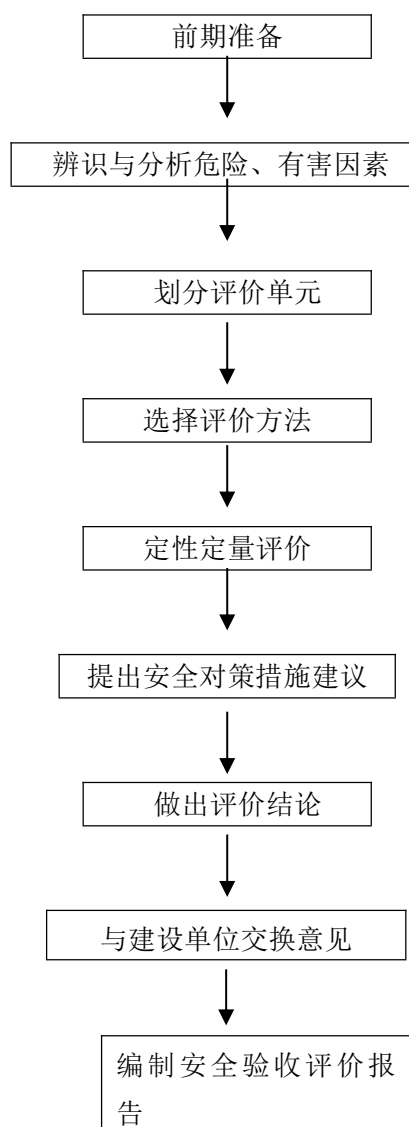 前期准备
辨识与分析危险、有害因素
划分评价单元
选择评价方法
定性定量评价
提出安全对策措施建议
做出评价结论
与建设单位交换意见
编制安全验收评价报
告